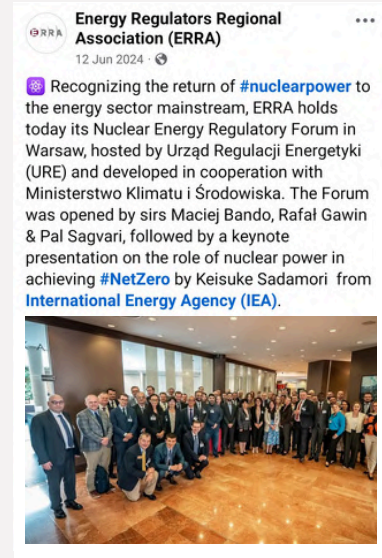 ERRA
Energy Regulators Regional
Association (ERRA)
12 Jun 2024 ·
Recognizing the return of #nuclearpower to
the energy sector mainstream, ERRA holds
today its Nuclear Energy Regulatory Forum in
Warsaw, hosted by Urząd Regulacji Energetyki
(URE) and developed in cooperation with
Ministerstwo Klimatu i Środowiska. The Forum
was opened by sirs Maciej Bando, Rafał Gawin
& Pal Sagvari, followed by a keynote
presentation on the role of nuclear power in
achieving #NetZero by Keisuke Sadamori from
International Energy Agency (IEA).